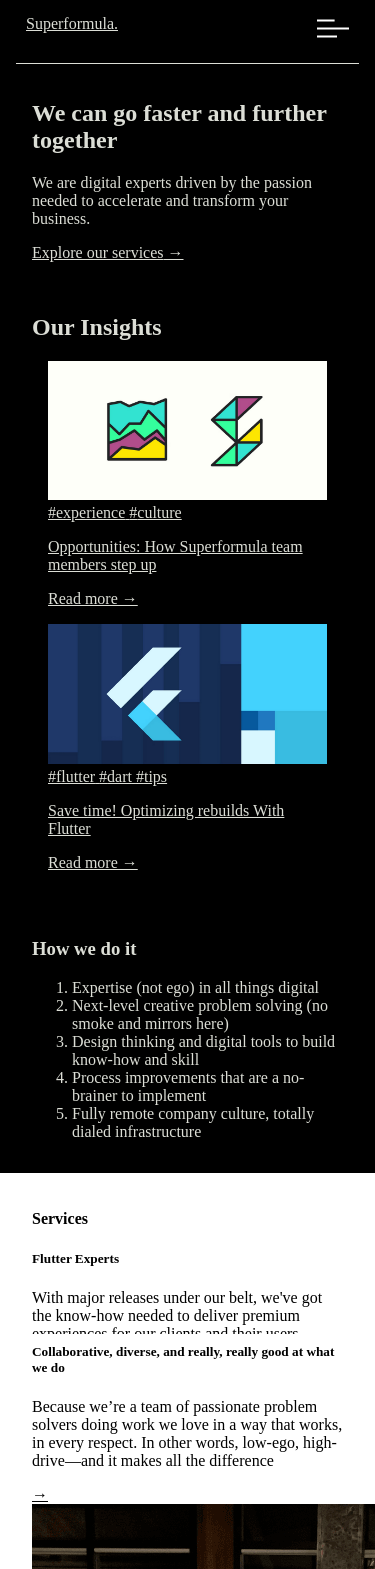 Superformula.
We can go faster and further
together
We are digital experts driven by the passion
needed to accelerate and transform your
business.
Explore our services →
Our Insights
#experience #culture
Opportunities: How Superformula team
members step up
Read more →
#flutter #dart #tips
Save time! Optimizing rebuilds With
Flutter
Read more →
How we do it
1. Expertise (not ego) in all things digital
2. Next-level creative problem solving (no
smoke and mirrors here)
3. Design thinking and digital tools to build
know-how and skill
4. Process improvements that are a no-
brainer to implement
5. Fully remote company culture, totally
dialed infrastructure
Services
Flutter Experts
With major releases under our belt, we've got
the know-how needed to deliver premium
experiences for our clients and their users
Collaborative, diverse, and really, really good at what
we do
Because we’re a team of passionate problem
solvers doing work we love in a way that works,
in every respect. In other words, low-ego, high-
drive—and it makes all the difference
→